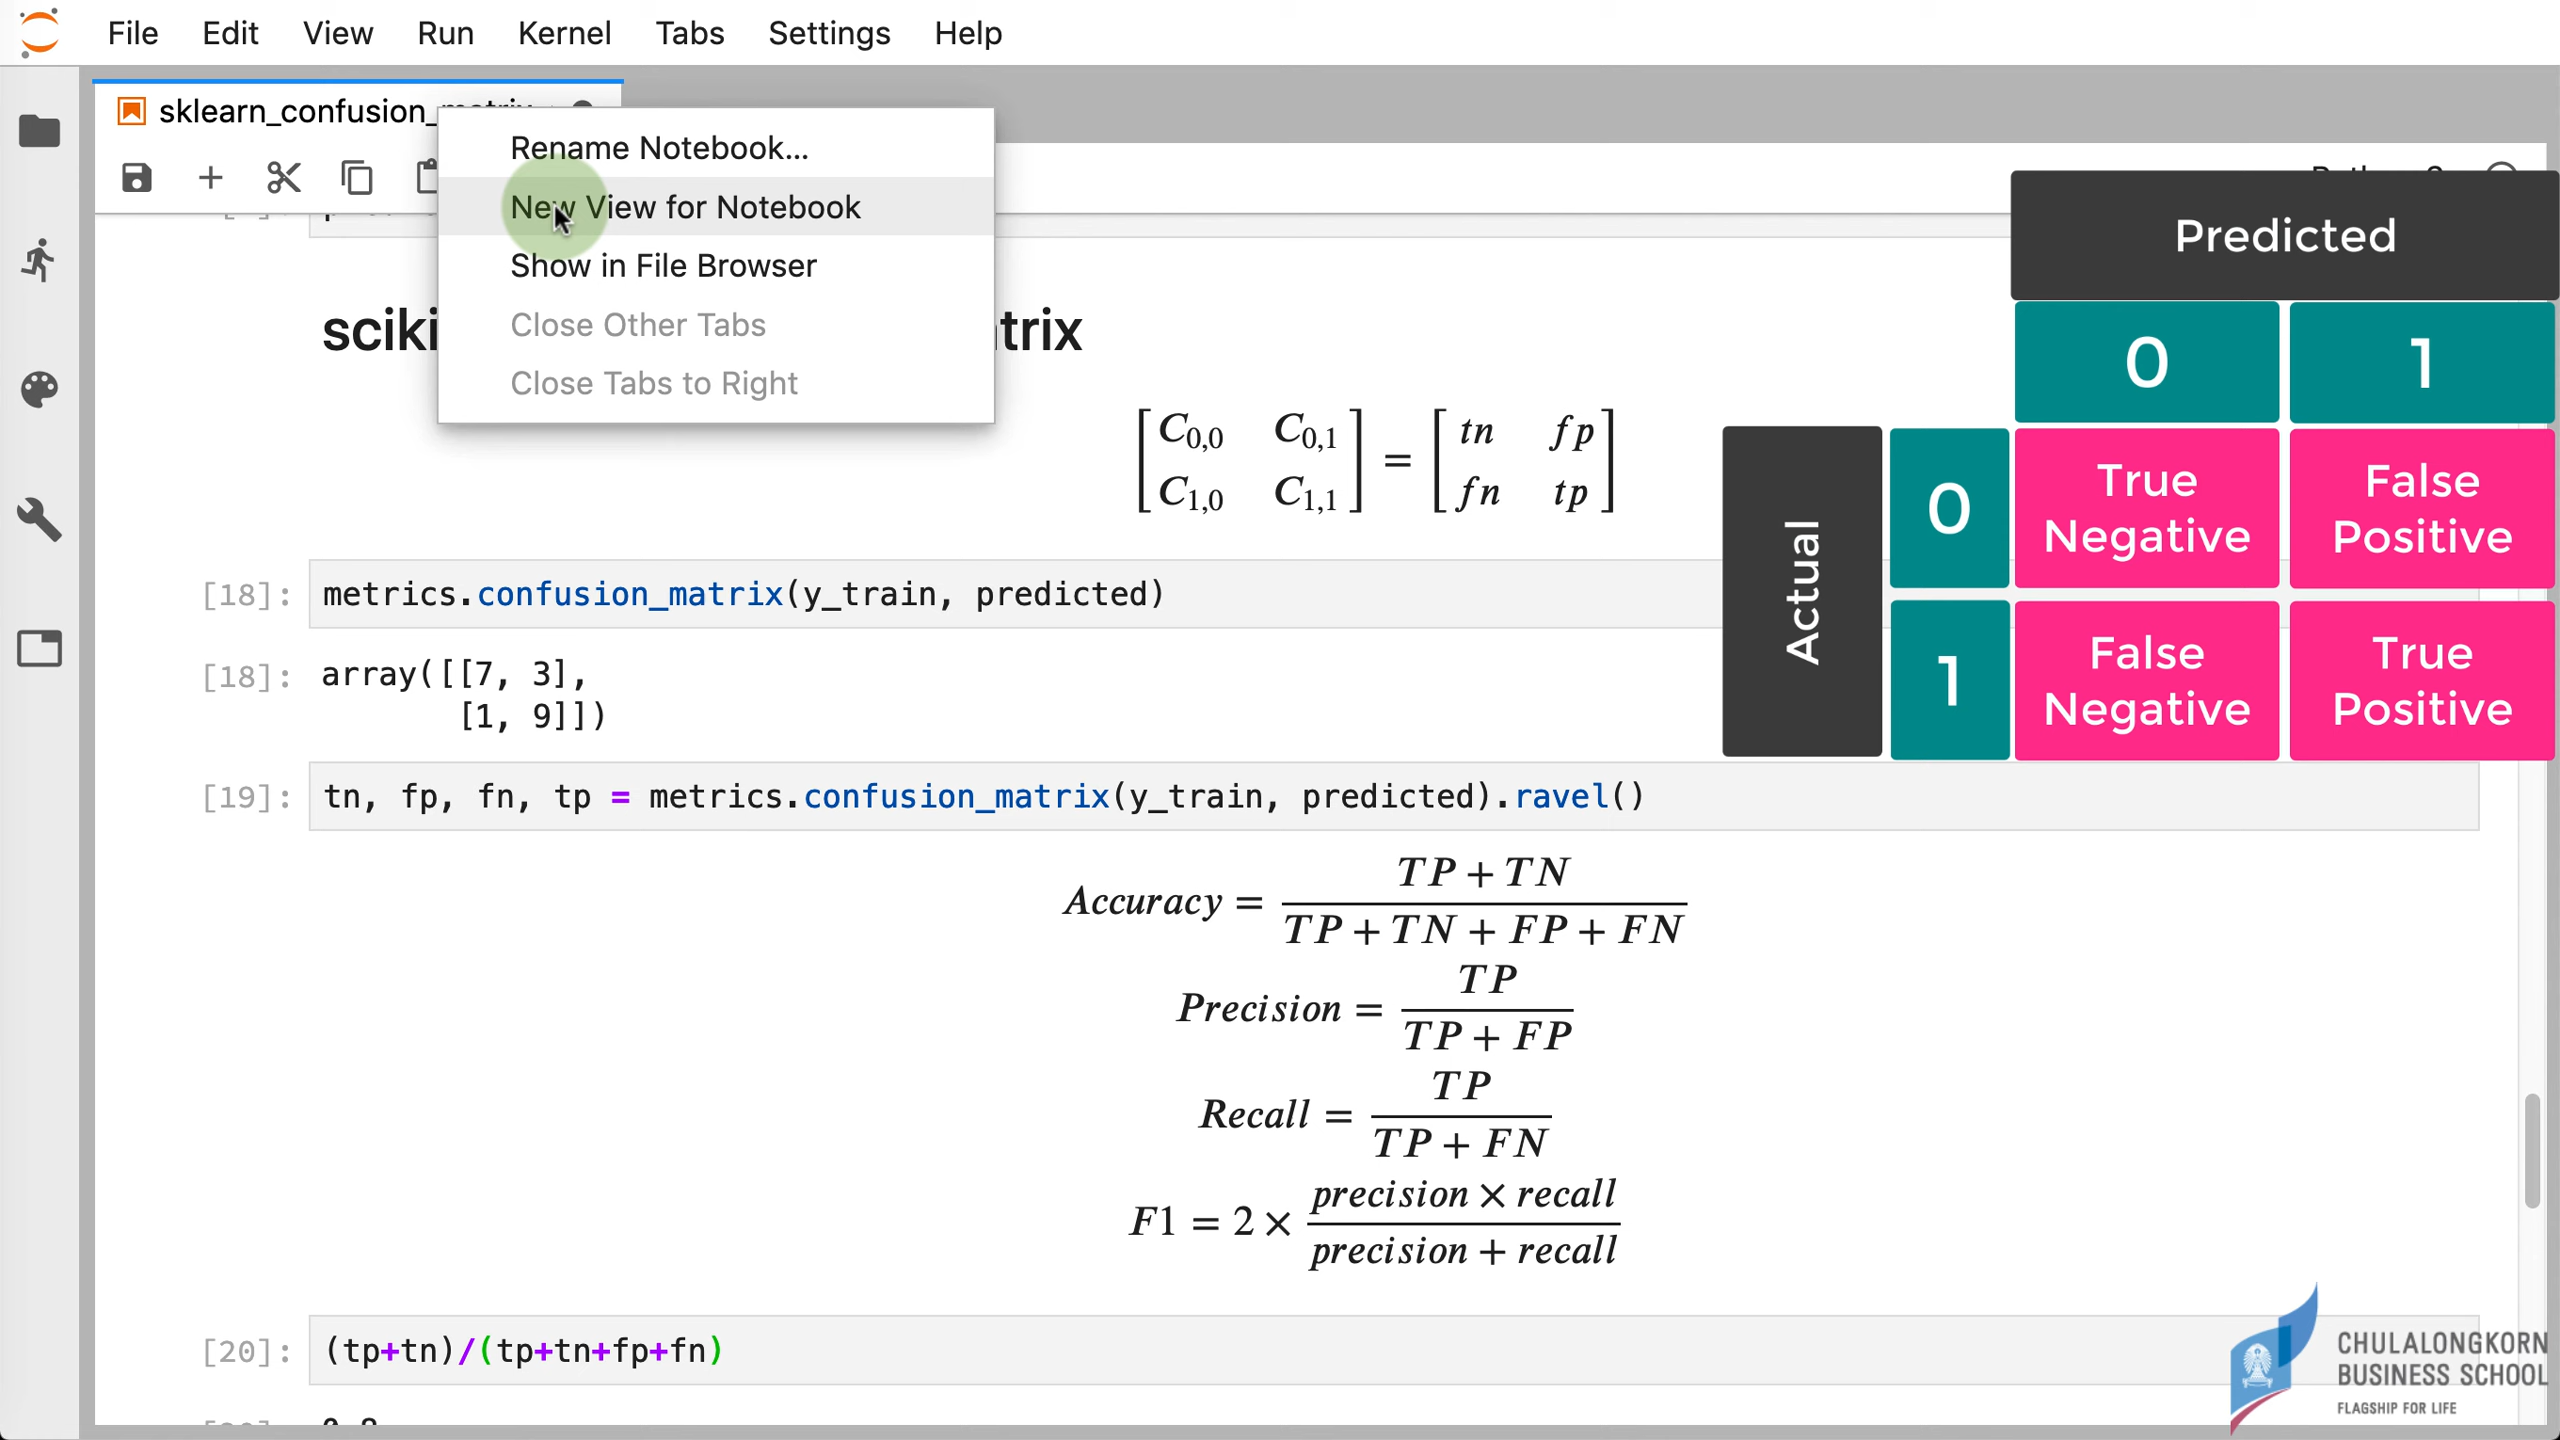 File Edit View Run Kernel Tabs Settings Help
sklearn_confusion_
Rename Notebook...
New View for Notebook
Show in File Browser
Close Other Tabs
Close Tabs to Right
Predicted
0 1
Actual
0 True Negative False Positive
1 False Negative True Positive
[C0,0 C0,1
C1,0 C1,1] = [tn fp
fn tp]
[18]: metrics.confusion_matrix(y_train, predicted)
[18]: array([[7, 3],
[1, 9]])
[19]: tn, fp, fn, tp = metrics.confusion_matrix(y_train, predicted).ravel()
Accuracy = TP + TN / TP + TN + FP + FN
Precision = TP / TP + FP
Recall = TP / TP + FN
F1 = 2 × precision × recall / precision + recall
[20]: (tp+tn)/(tp+tn+fp+fn)
CHULALONGKORN
BUSINESS SCHOOL
FLAGSHIP FOR LIFE